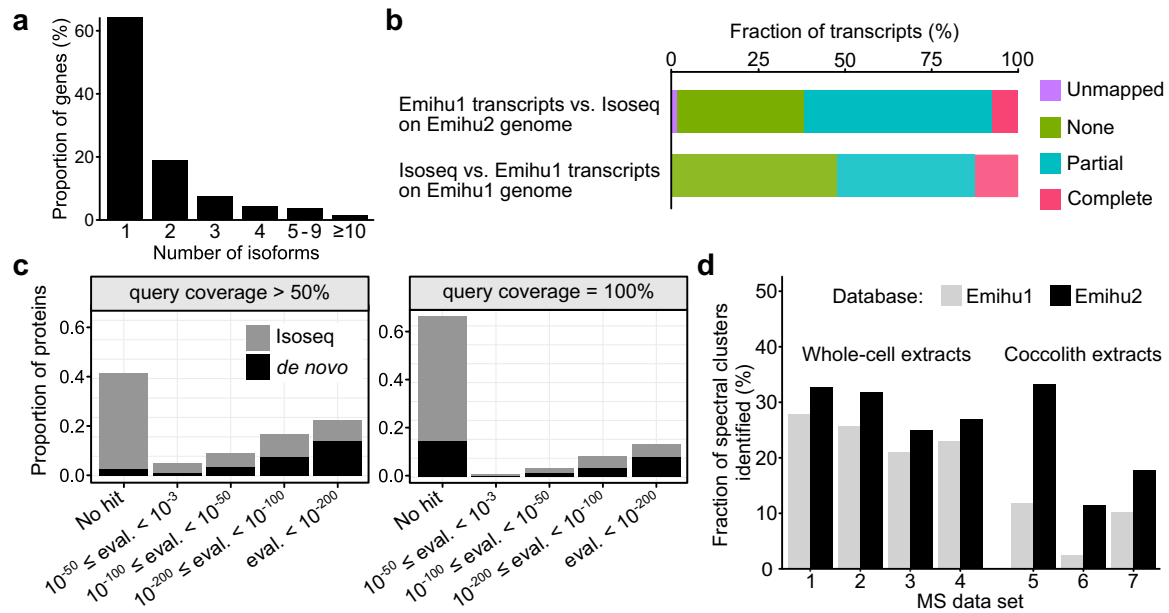 a
Proportion of genes (%)
60
40
20
0
1 2 3 4 5-9 ≥10
Number of isoforms
b
Fraction of transcripts (%)
0 25 50 75 100
Emihu1 transcripts vs. Isoseq
on Emihu2 genome
Isoseq vs. Emihu1 transcripts
on Emihu1 genome
Unmapped
None
Partial
Complete
c
query coverage > 50%
Proportion of proteins
0.6
0.4
0.2
0.0
Isoseq
de novo
No hit
10⁻⁵⁰ ≤ eval. < 10⁻³
10⁻¹⁰⁰ ≤ eval. < 10⁻⁵⁰
10⁻²⁰⁰ ≤ eval. < 10⁻¹⁰⁰
eval. < 10⁻²⁰⁰
query coverage = 100%
0.6
0.4
0.2
0.0
No hit
10⁻⁵⁰ ≤ eval. < 10⁻³
10⁻¹⁰⁰ ≤ eval. < 10⁻⁵⁰
10⁻²⁰⁰ ≤ eval. < 10⁻¹⁰⁰
eval. < 10⁻²⁰⁰
d
Fraction of spectral clusters
identified (%)
50
40
30
20
10
0
Database: Emihu1 Emihu2
Whole-cell extracts
Coccolith extracts
1 2 3 4 5 6 7
MS data set